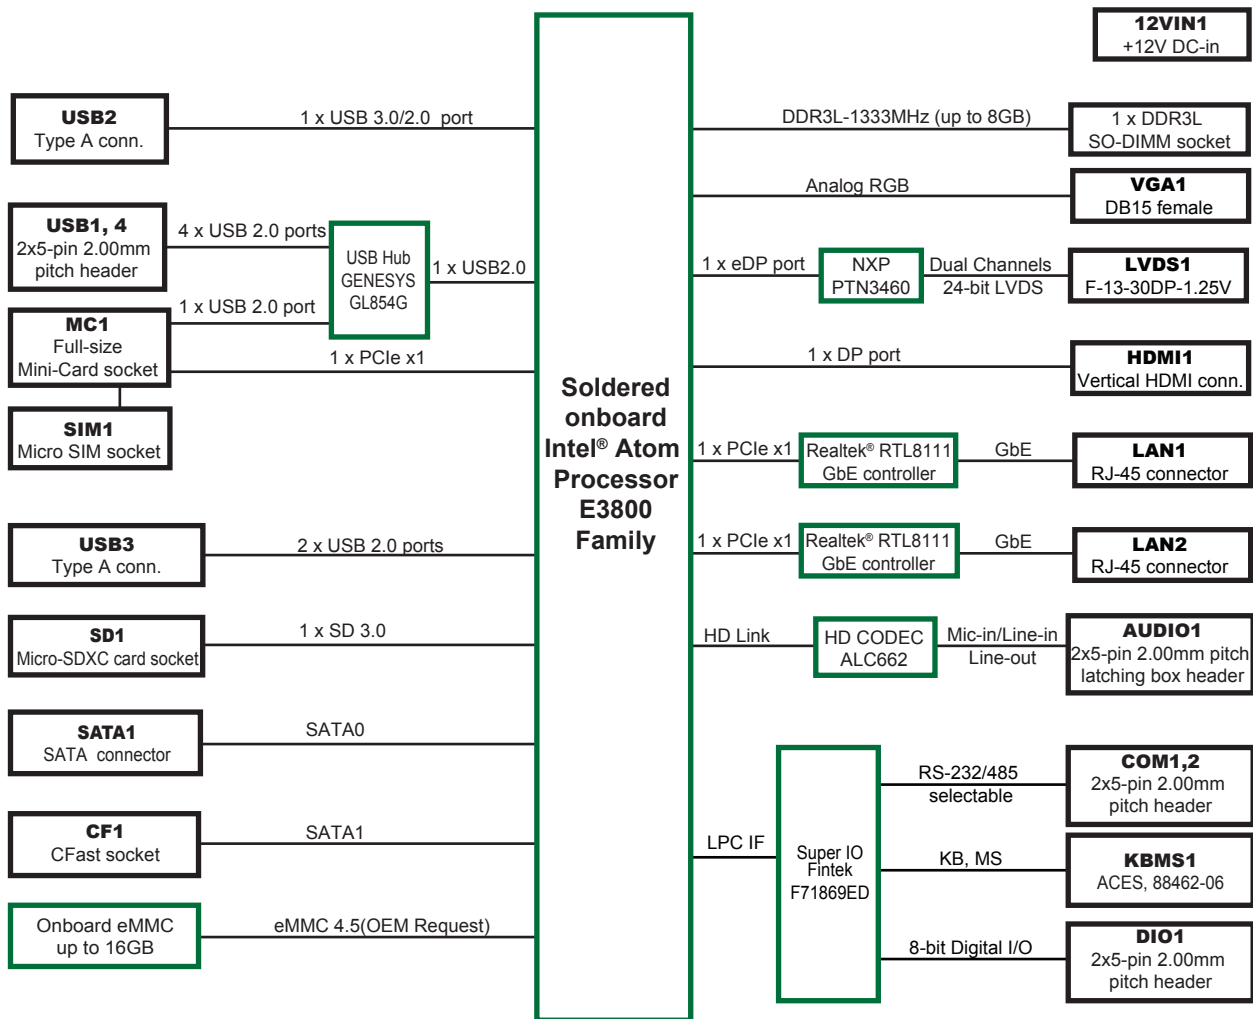 12VIN1
+12V DC-in
USB2
Type A conn.
1 x USB 3.0/2.0 port
USB1, 4
2x5-pin 2.00mm
pitch header
4 x USB 2.0 ports
USB Hub
GENESYS
GL854G
1 x USB2.0
MC1
Full-size
Mini-Card socket
1 x USB 2.0 port
1 x PCIe x1
SIM1
Micro SIM socket
USB3
Type A conn.
2 x USB 2.0 ports
SD1
Micro-SDXC card socket
1 x SD 3.0
SATA1
SATA connector
SATA0
CF1
CFast socket
SATA1
Onboard eMMC
up to 16GB
eMMC 4.5(OEM Request)
Soldered
onboard
Intel® Atom
Processor
E3800
Family
DDR3L-1333MHz (up to 8GB)
1 x DDR3L
SO-DIMM socket
Analog RGB
VGA1
DB15 female
1 x eDP port
NXP
PTN3460
Dual Channels
24-bit LVDS
LVDS1
F-13-30DP-1.25V
1 x DP port
HDMI1
Vertical HDMI conn.
1 x PCIe x1
Realtek® RTL8111
GbE controller
GbE
LAN1
RJ-45 connector
1 x PCIe x1
Realtek® RTL8111
GbE controller
GbE
LAN2
RJ-45 connector
HD Link
HD CODEC
ALC662
Mic-in/Line-in
Line-out
AUDIO1
2x5-pin 2.00mm pitch
latching box header
LPC IF
Super IO
Fintek
F71869ED
RS-232/485
selectable
COM1,2
2x5-pin 2.00mm
pitch header
KB, MS
KBMS1
ACES, 88462-06
8-bit Digital I/O
DIO1
2x5-pin 2.00mm
pitch header